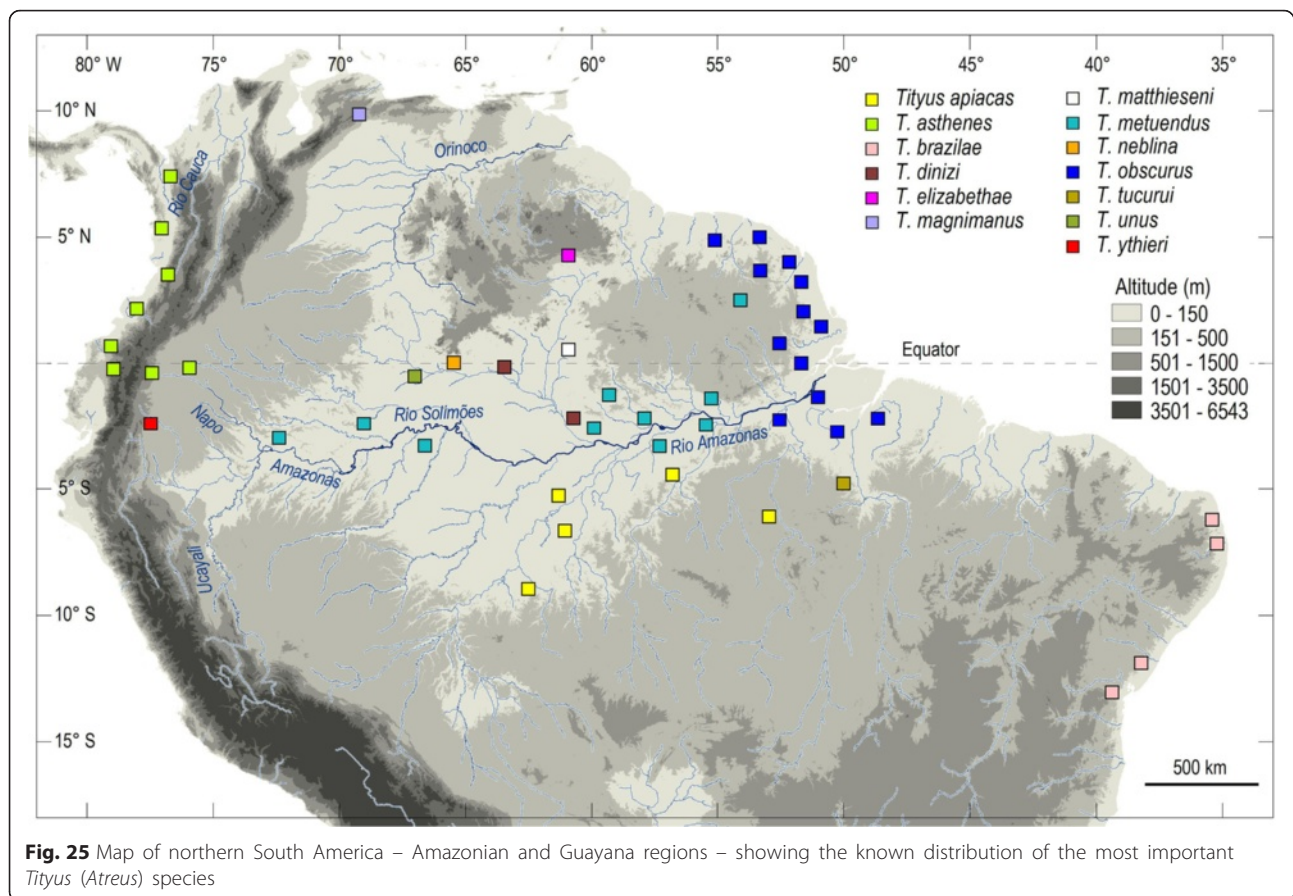 80° W 75° 70° 65° 60° 55° 50° 45° 40° 35°
10° N
5° N
5° S
10° S
15° S
Rio Cauca
Orinoco
Napo
Rio Solimões
Amazonas
Rio Amazonas
Ucayali
Equator
Tityus apiacas
T. asthenes
T. brazilae
T. dinizi
T. elizabethae
T. magnimanus
T. matthieseni
T. metuendus
T. neblina
T. obscurus
T. tucurui
T. unus
T. ythieri
Altitude (m)
0 - 150
151 - 500
501 - 1500
1501 - 3500
3501 - 6543
500 km
Fig. 25 Map of northern South America – Amazonian and Guayana regions – showing the known distribution of the most important
Tityus (Atreus) species